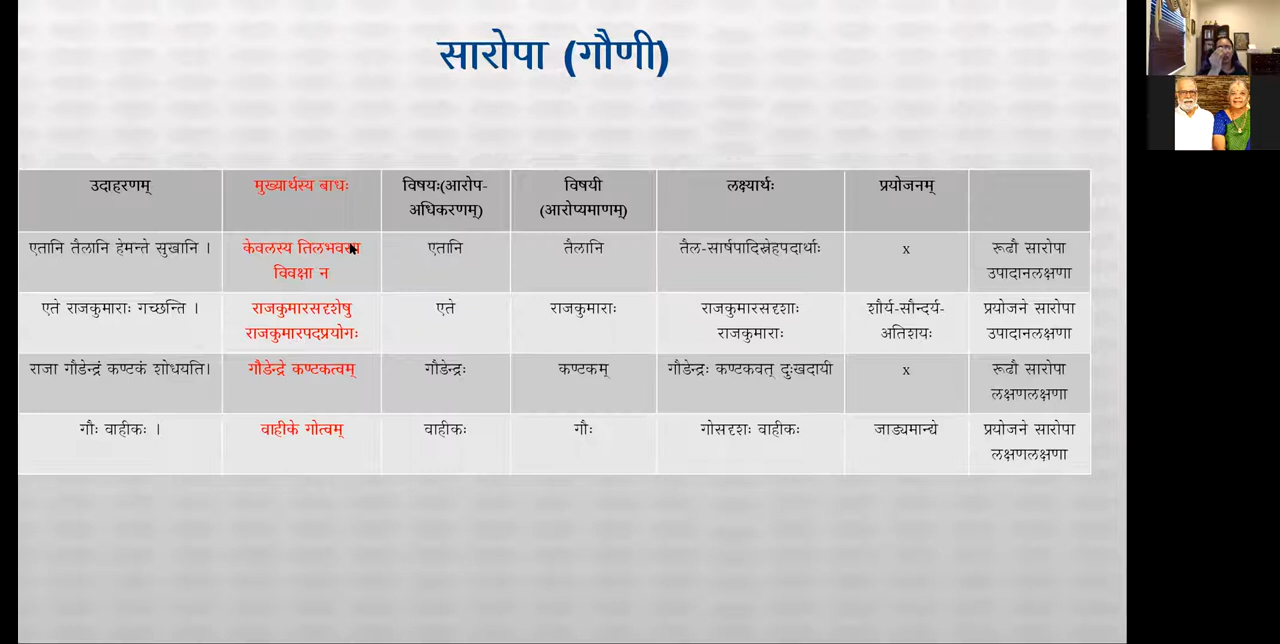 सारोपा (गौणी)
उदाहरणम् मुख्यार्थस्य बाधः विषयः(आरोप- विषयी लक्ष्यार्थः प्रयोजनम्
अधिकरणम्) (आरोप्यमाणम्)
एतानि तैलानि हेमन्ते सुखानि । केवलस्य तिलभवस्य एतानि तैलानि तैल-सार्षपादिस्नेहपदार्थाः x रूढौ सारोपा
विवक्षा न उपादानलक्षणा
एते राजकुमाराः गच्छन्ति । राजकुमारसदृशेषु एते राजकुमाराः राजकुमारसदृशाः शौर्य-सौन्दर्य- प्रयोजने सारोपा
राजकुमारपदप्रयोगः राजकुमाराः अतिशयः उपादानलक्षणा
राजा गौडेन्द्रं कण्टकं शोधयति। गौडेन्द्रे कण्टकत्वम् गौडेन्द्रः कण्टकम् गौडेन्द्रः कण्टकवत् दुःखदायी x रूढौ सारोपा
लक्षणलक्षणा
गौः वाहीकः । वाहीके गोत्वम् वाहीकः गौः गोसदृशः वाहीकः जाड्यमान्द्ये प्रयोजने सारोपा
लक्षणलक्षणा